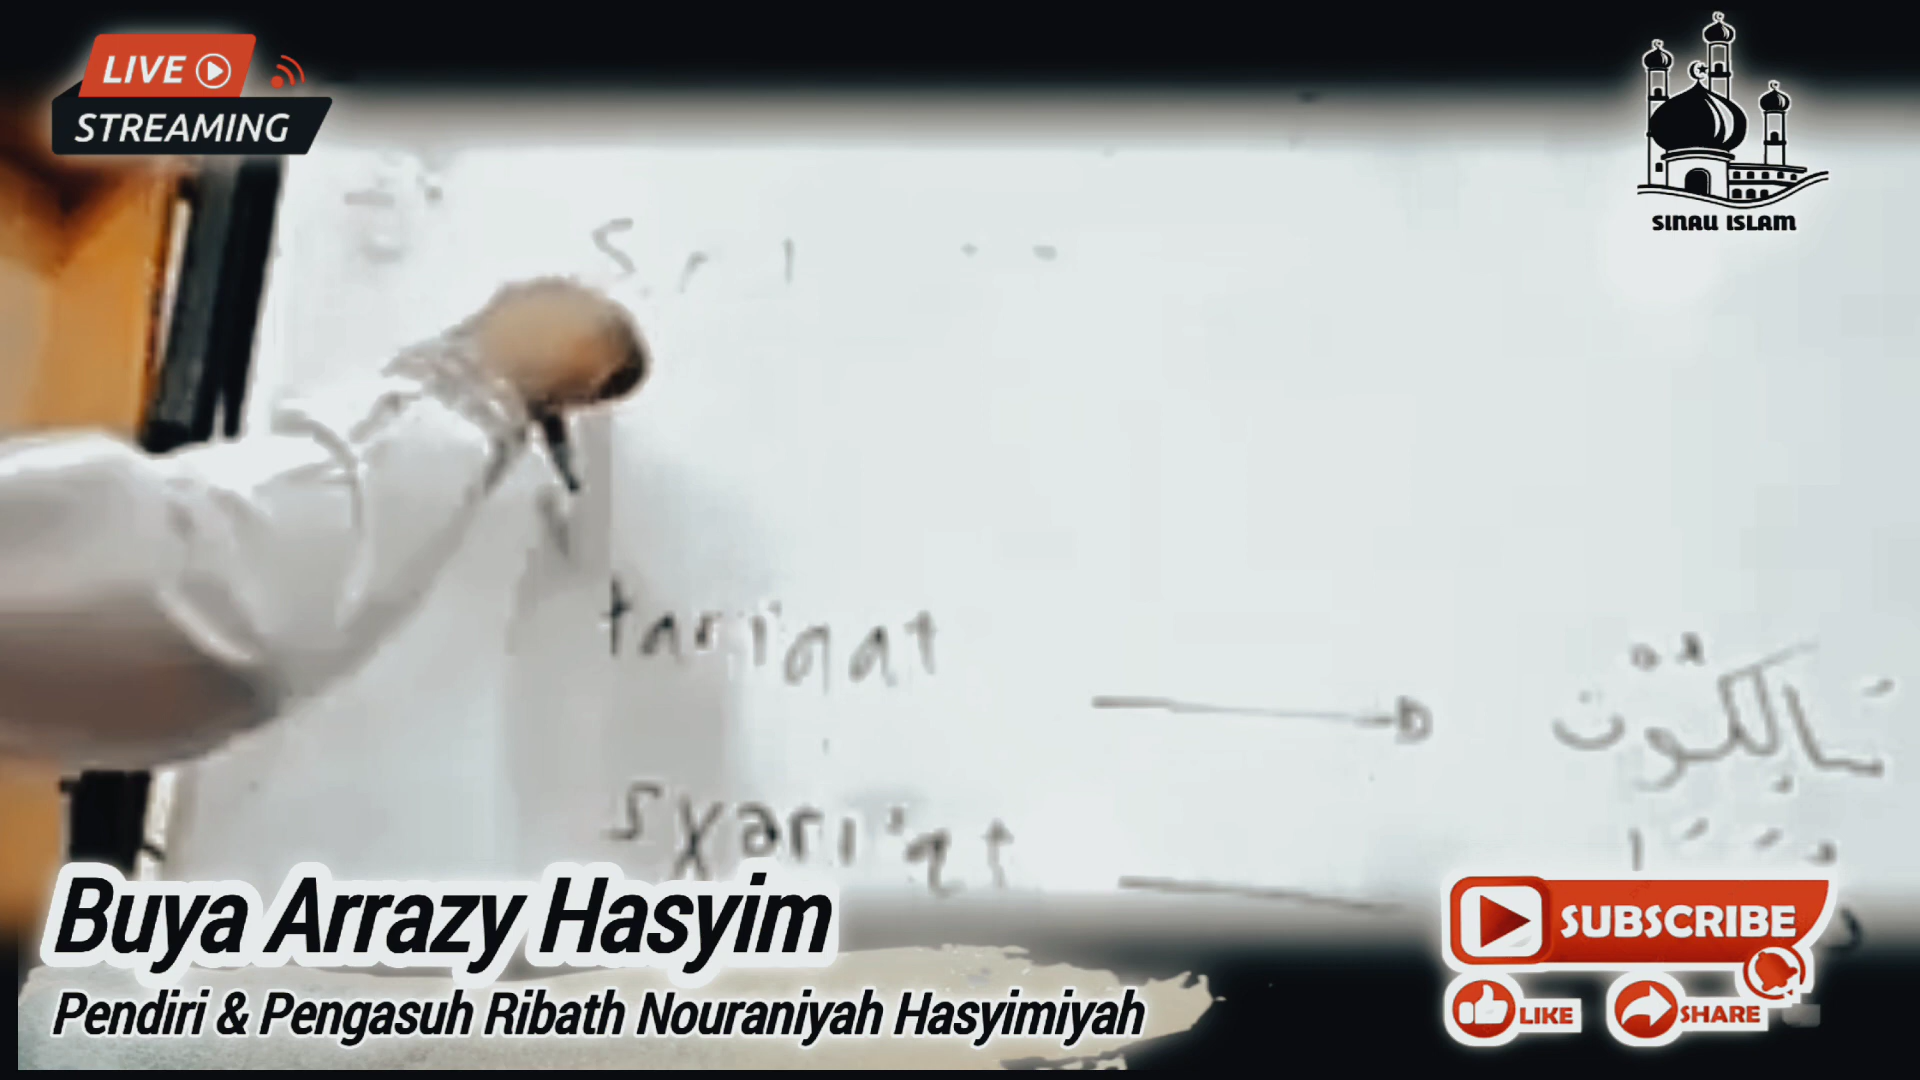 LIVE
STREAMING
SINAU ISLAM
tariqat
syari'at
Buya Arrazy Hasyim
Pendiri & Pengasuh Ribath Nouraniyah Hasyimiyah
SUBSCRIBE
LIKE
SHARE